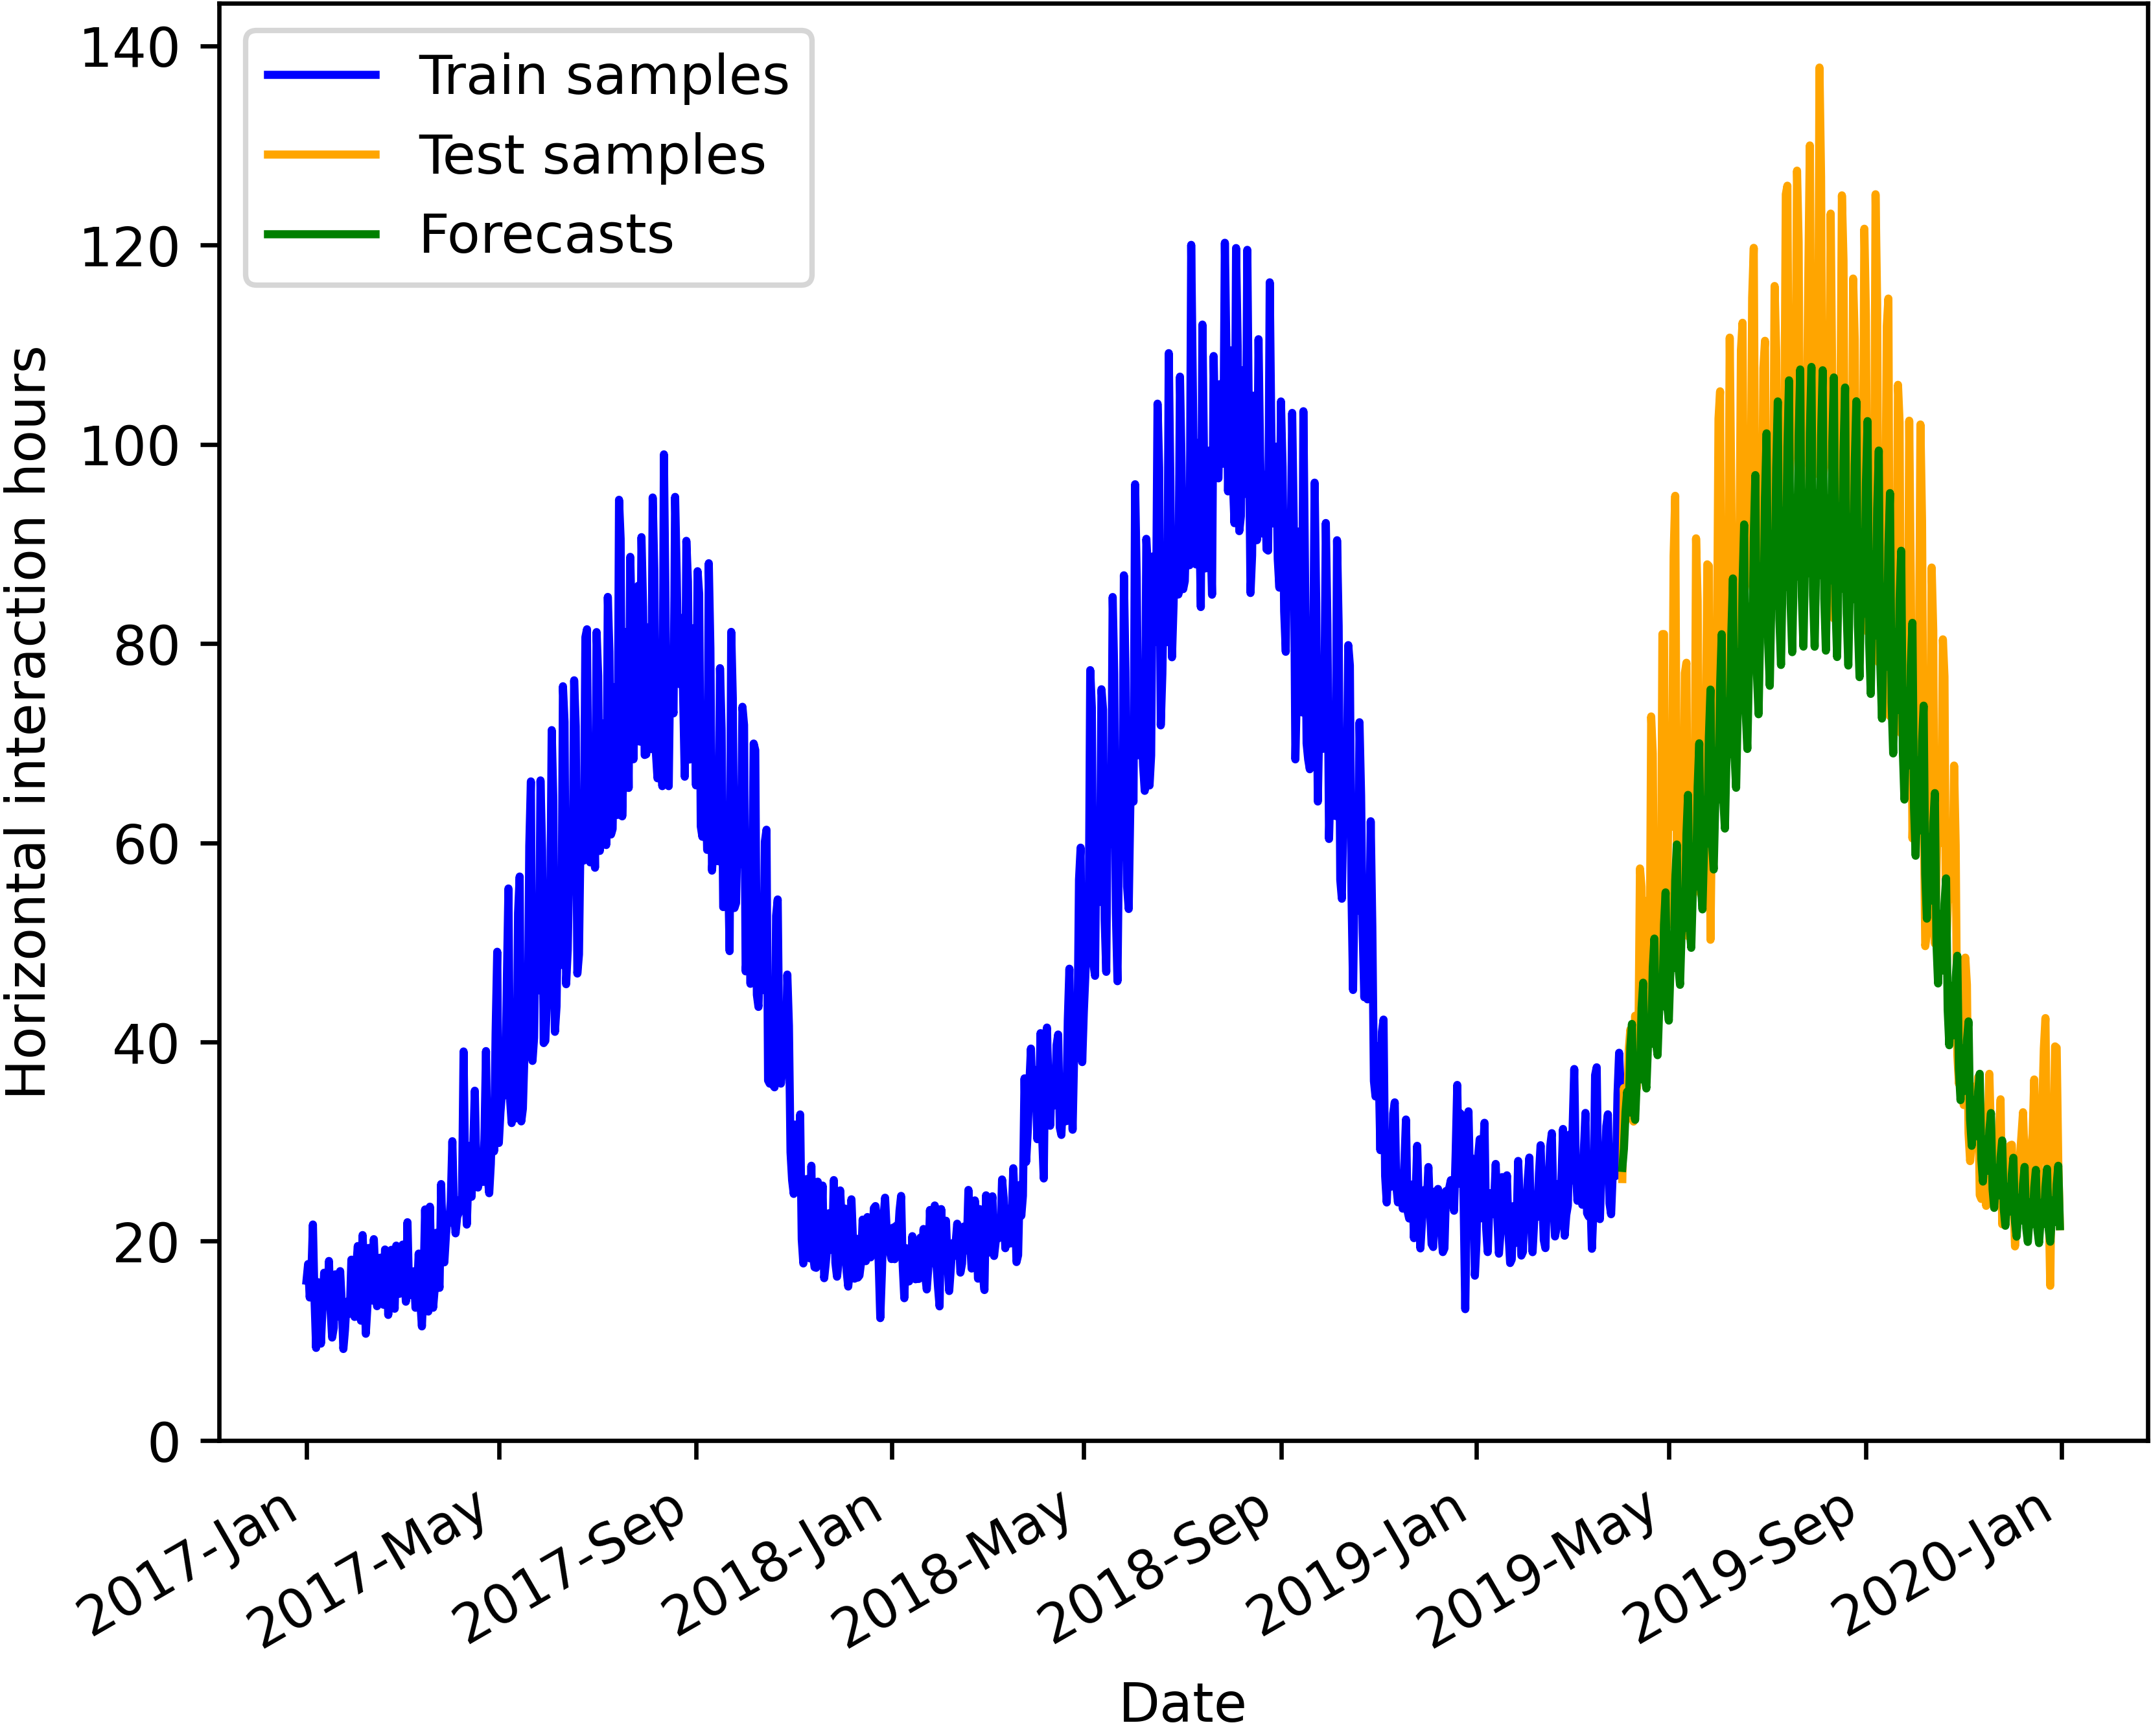 140
120
100
80
60
40
20
0
Horizontal interaction hours
Train samples
Test samples
Forecasts
2017-Jan
2017-May
2017-Sep
2018-Jan
2018-May
2018-Sep
2019-Jan
2019-May
2019-Sep
2020-Jan
Date